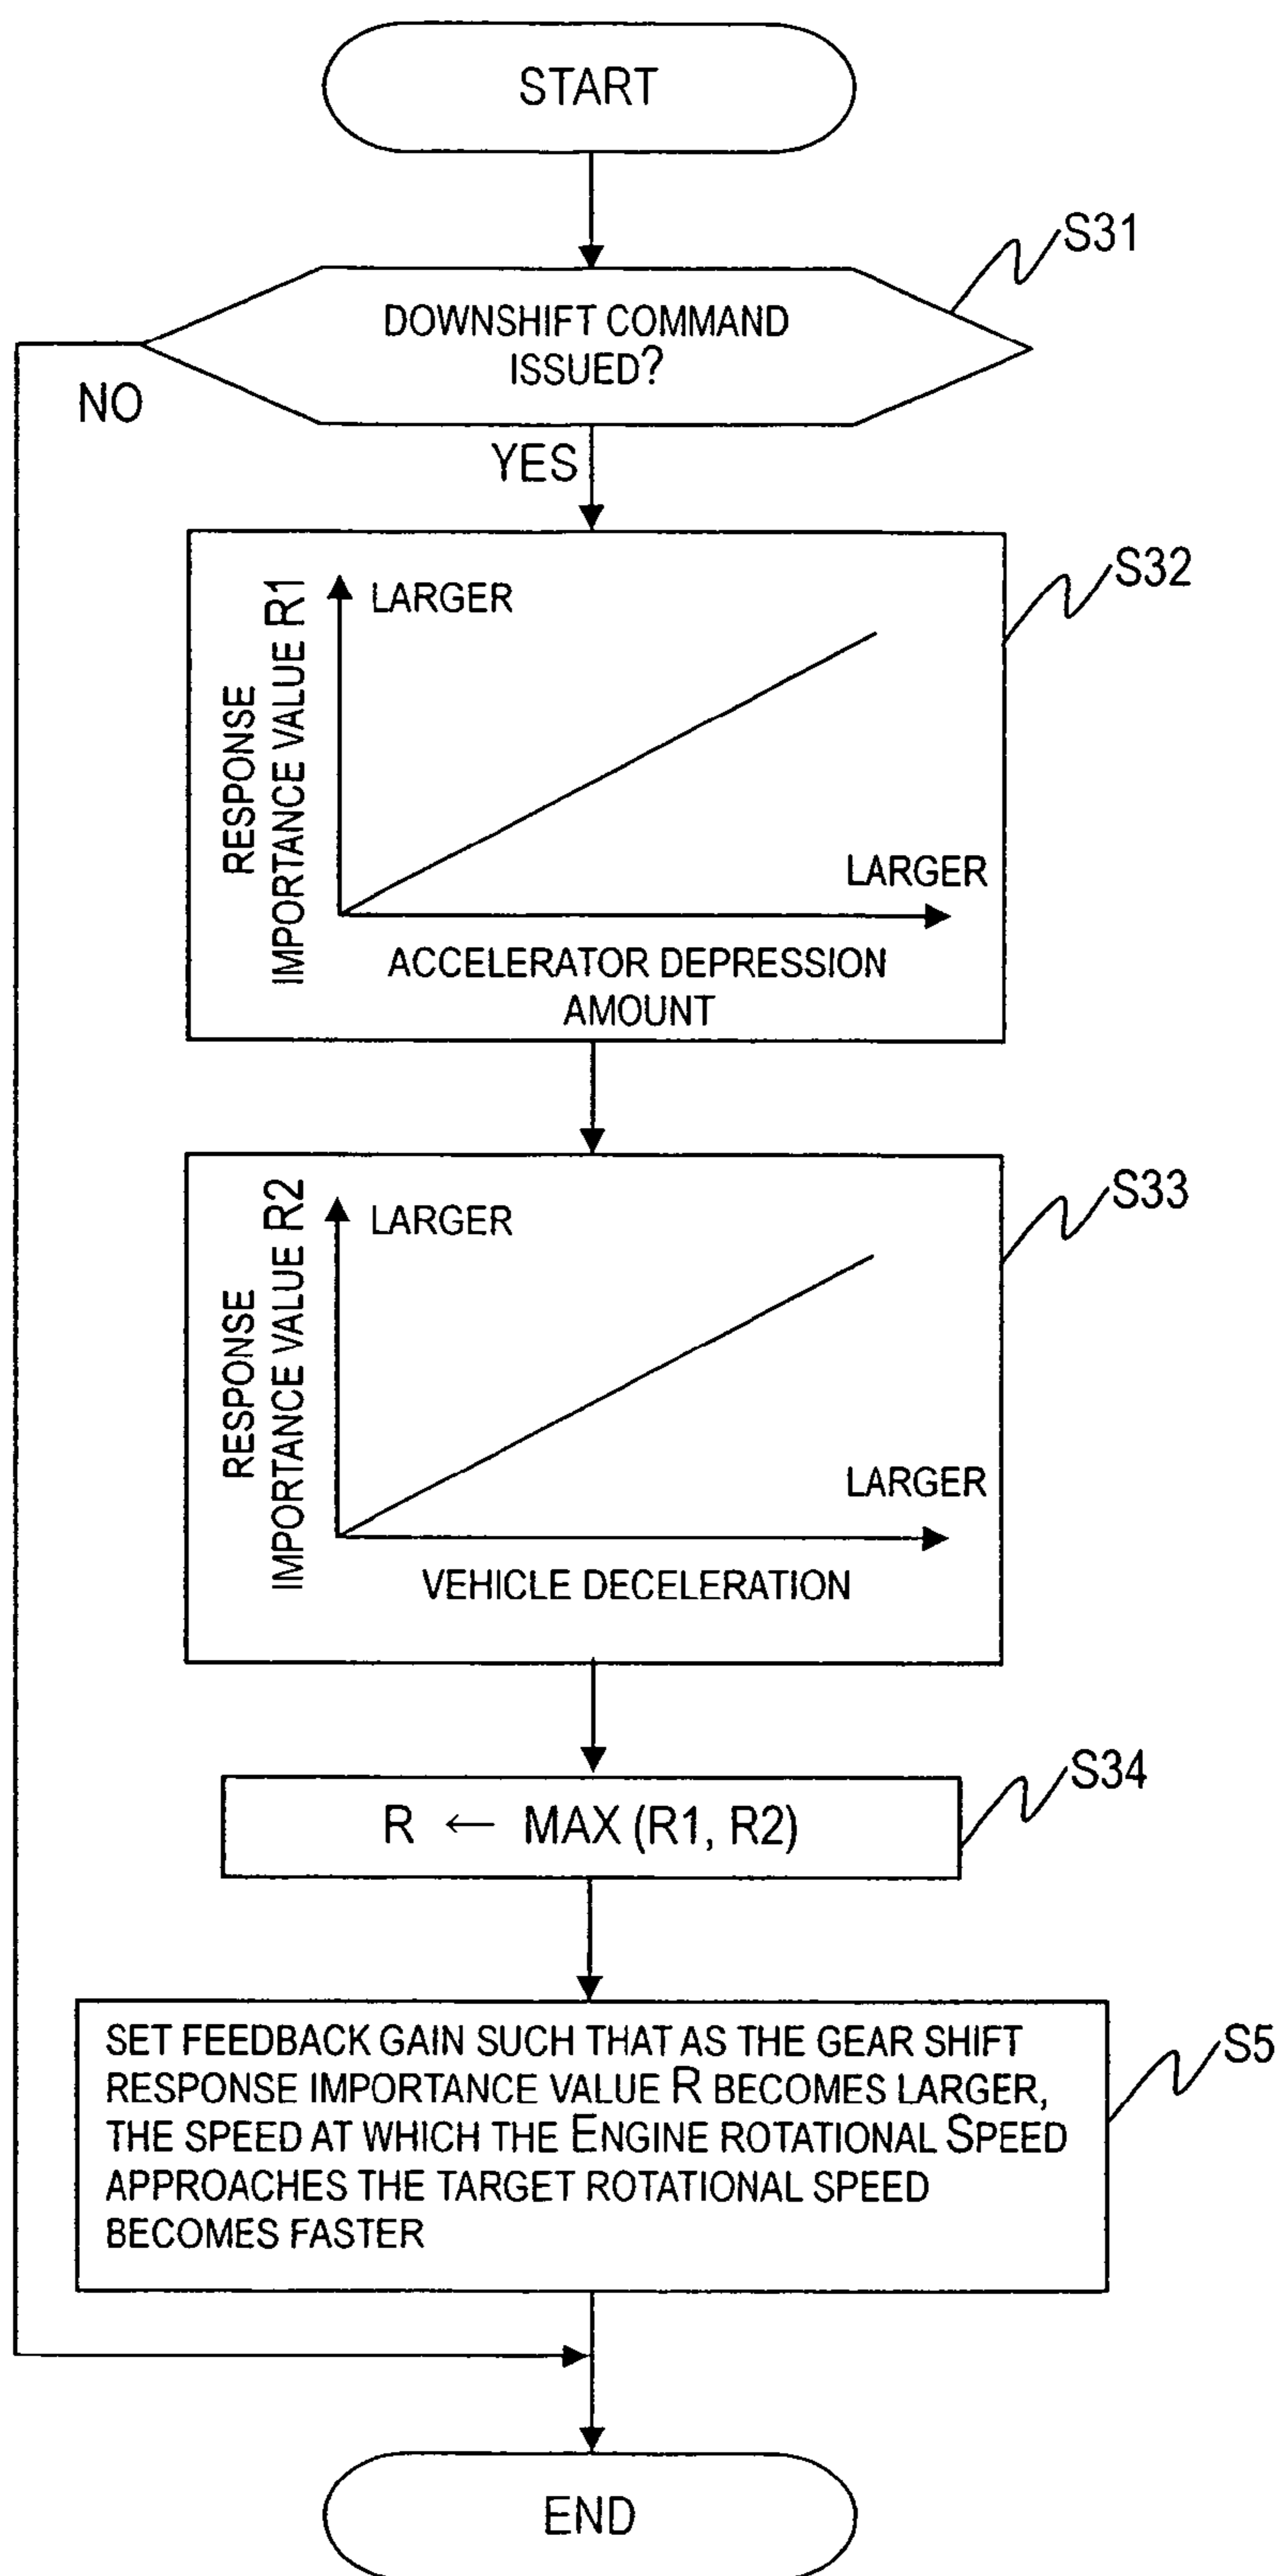 START
S31
DOWNSHIFT COMMAND
ISSUED?
NO
YES
S32
RESPONSE
IMPORTANCE VALUE R1
LARGER
LARGER
ACCELERATOR DEPRESSION
AMOUNT
S33
RESPONSE
IMPORTANCE VALUE R2
LARGER
LARGER
VEHICLE DECELERATION
S34
R ← MAX (R1, R2)
S5
SET FEEDBACK GAIN SUCH THAT AS THE GEAR SHIFT
RESPONSE IMPORTANCE VALUE R BECOMES LARGER,
THE SPEED AT WHICH THE ENGINE ROTATIONAL SPEED
APPROACHES THE TARGET ROTATIONAL SPEED
BECOMES FASTER
END